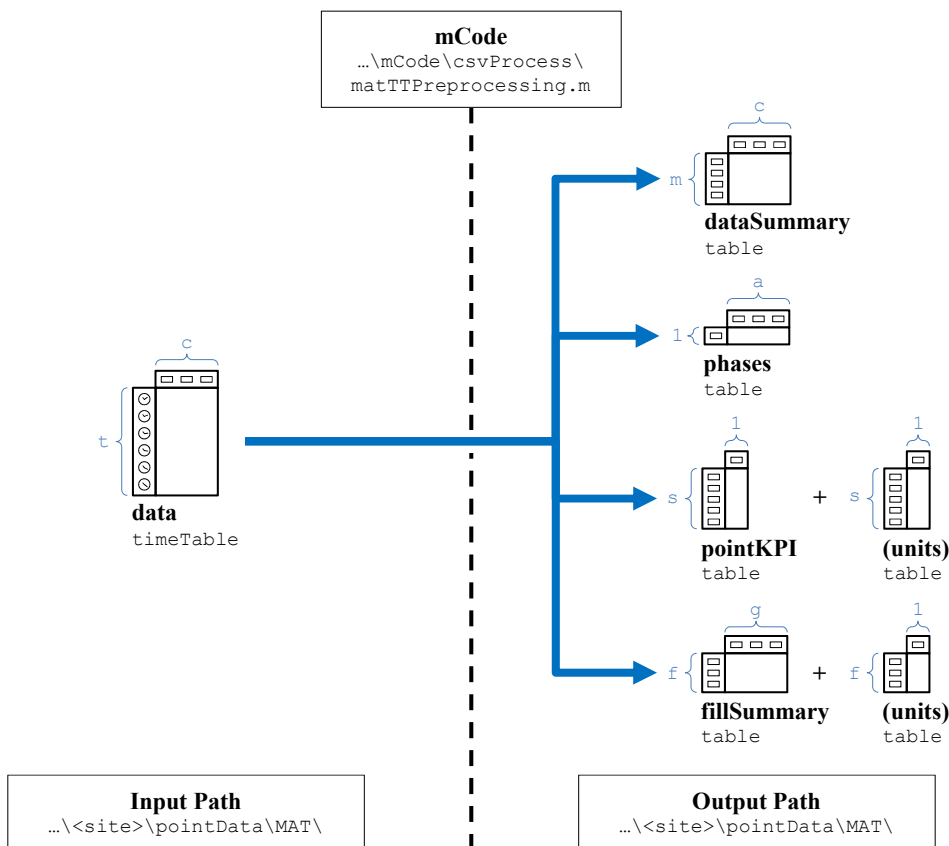 mCode
…\mCode\csvProcess\
matTTPreprocessing.m
c
m
dataSummary
table
a
1
phases
table
c
t
data
timeTable
1
1
s
+
s
pointKPI
(units)
table
table
g
1
f
+
f
fillSummary
(units)
table
table
Input Path
…\<site>\pointData\MAT\
Output Path
…\<site>\pointData\MAT\